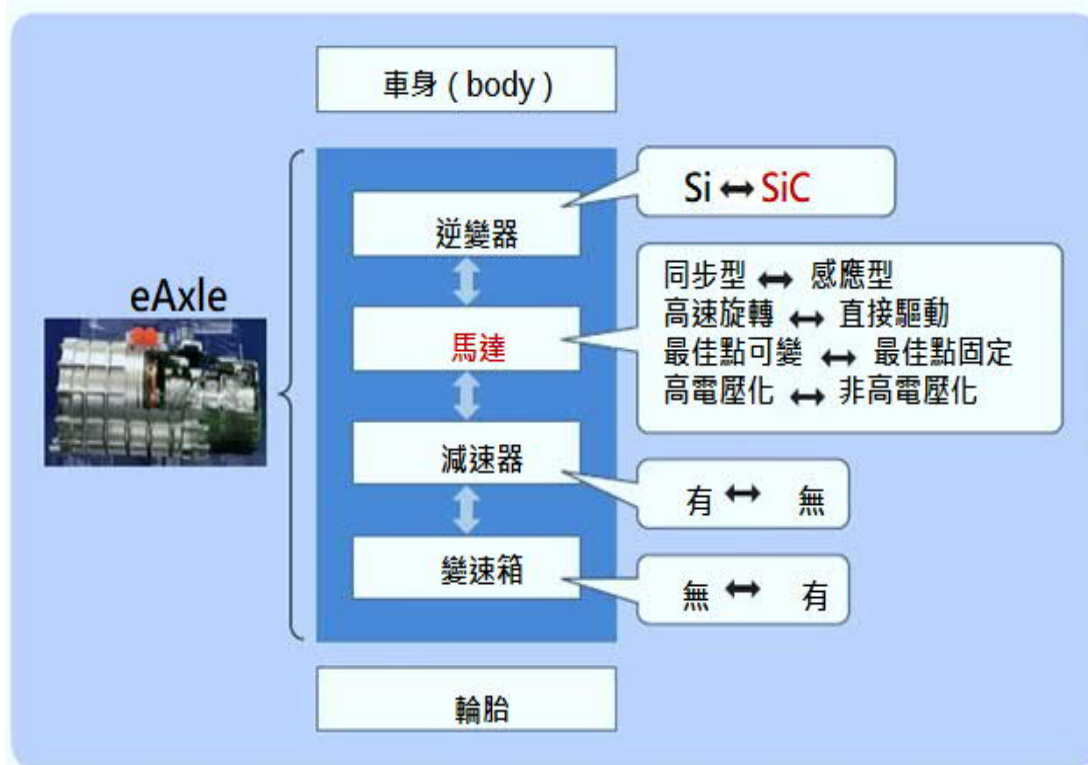 車身 ( body )
eAxle
逆變器
Si ↔ SiC
馬達
同步型 ↔ 感應型
高速旋轉 ↔ 直接驅動
最佳點可變 ↔ 最佳點固定
高電壓化 ↔ 非高電壓化
減速器
有 ↔ 無
變速箱
無 ↔ 有
輪胎